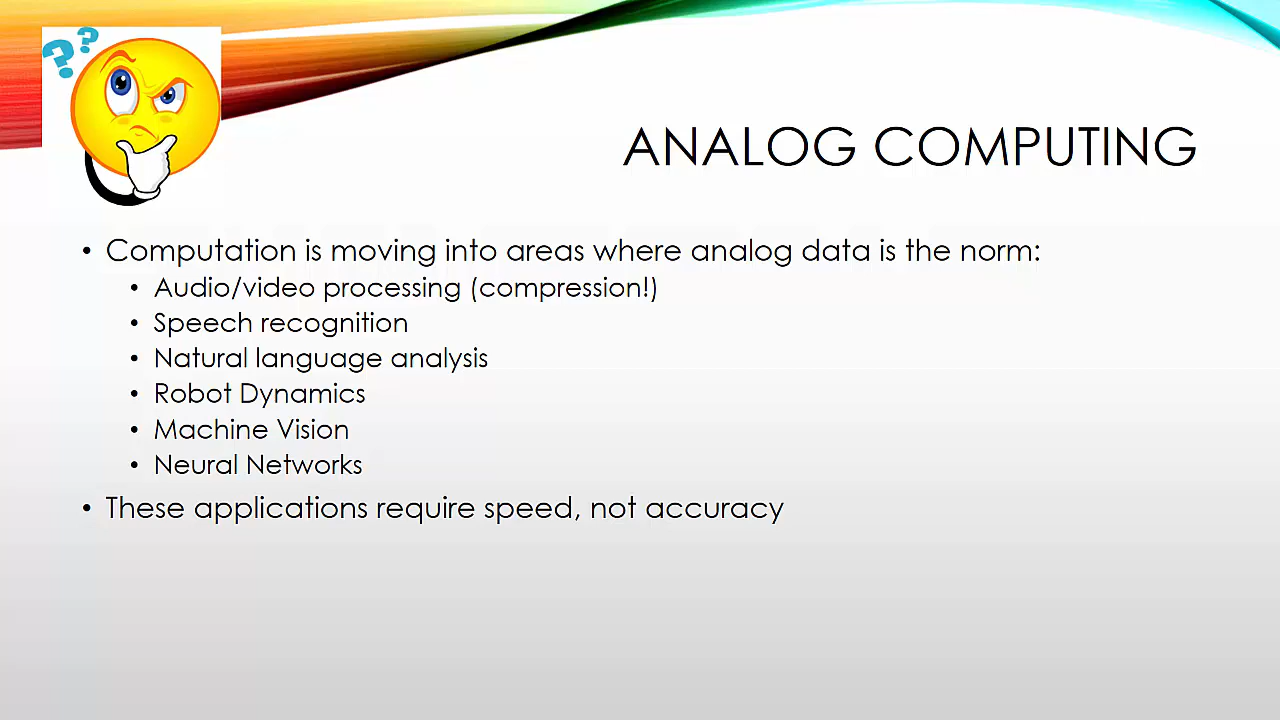 ? ?
ANALOG COMPUTING
• Computation is moving into areas where analog data is the norm:
• Audio/video processing (compression!)
• Speech recognition
• Natural language analysis
• Robot Dynamics
• Machine Vision
• Neural Networks
• These applications require speed, not accuracy